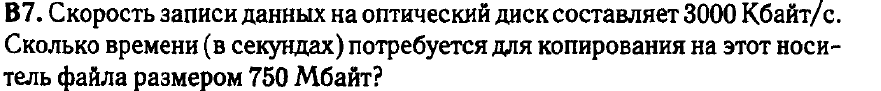 В7. Скорость записи данных на оптический диск составляет 3000 Кбайт/с.
Сколько времени (в секундах) потребуется для копирования на этот носи-
тель файла размером 750 Мбайт?